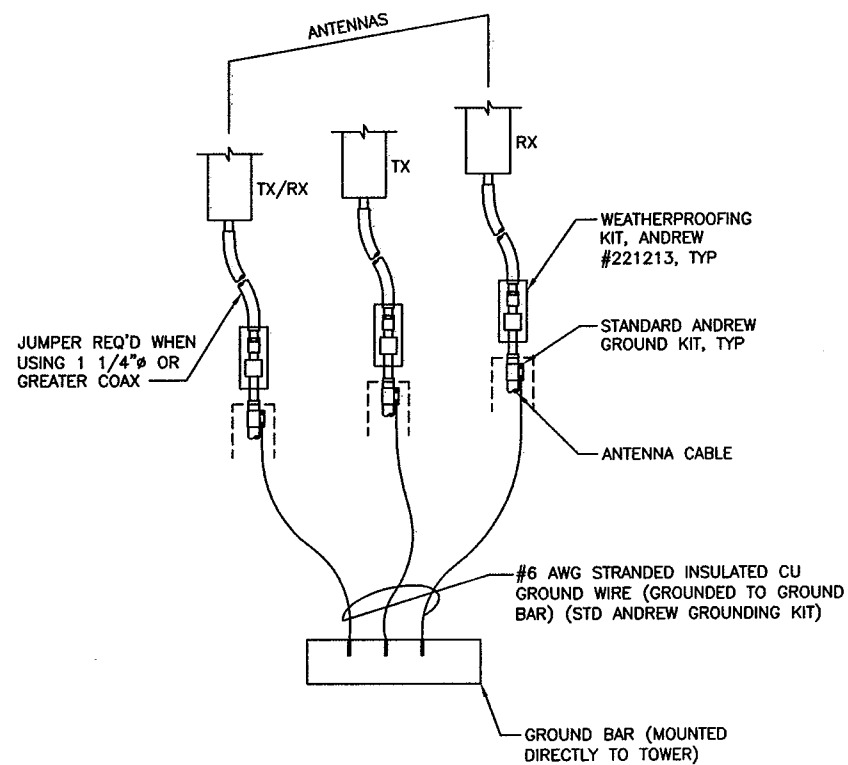 ANTENNAS
RX
TX
TX/RX
WEATHERPROOFING
KIT, ANDREW
#221213, TYP
JUMPER REQ'D WHEN
USING 1 1/4"ø OR
GREATER COAX
STANDARD ANDREW
GROUND KIT, TYP
ANTENNA CABLE
#6 AWG STRANDED INSULATED CU
GROUND WIRE (GROUNDED TO GROUND
BAR) (STD ANDREW GROUNDING KIT)
GROUND BAR (MOUNTED
DIRECTLY TO TOWER)